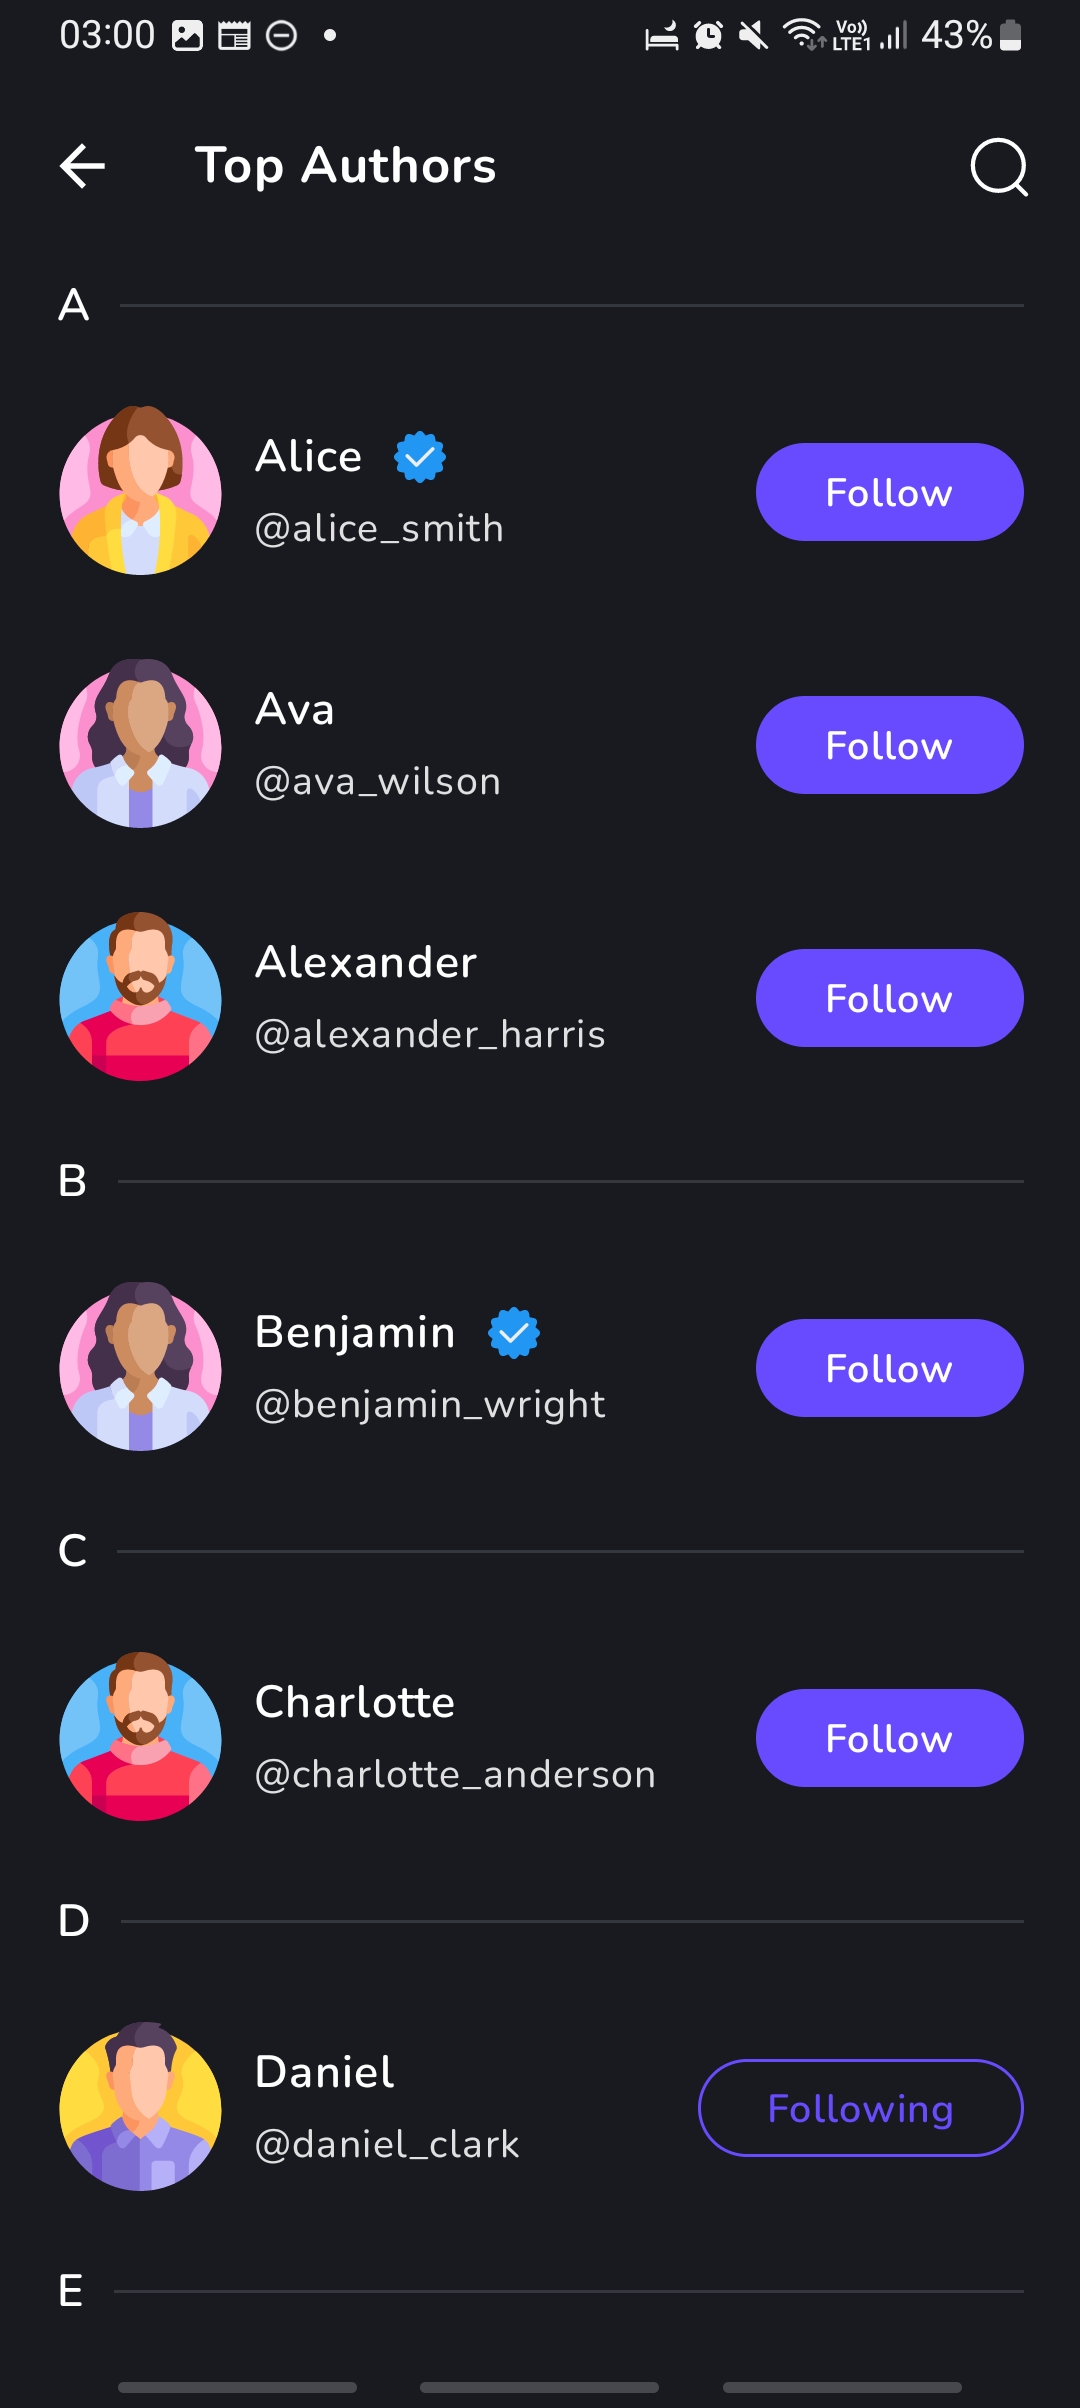 03:00 Vo)) LTE1 43%
Top Authors
A
Alice
@alice_smith
Follow
Ava
@ava_wilson
Follow
Alexander
@alexander_harris
Follow
B
Benjamin
@benjamin_wright
Follow
C
Charlotte
@charlotte_anderson
Follow
D
Daniel
@daniel_clark
Following
E